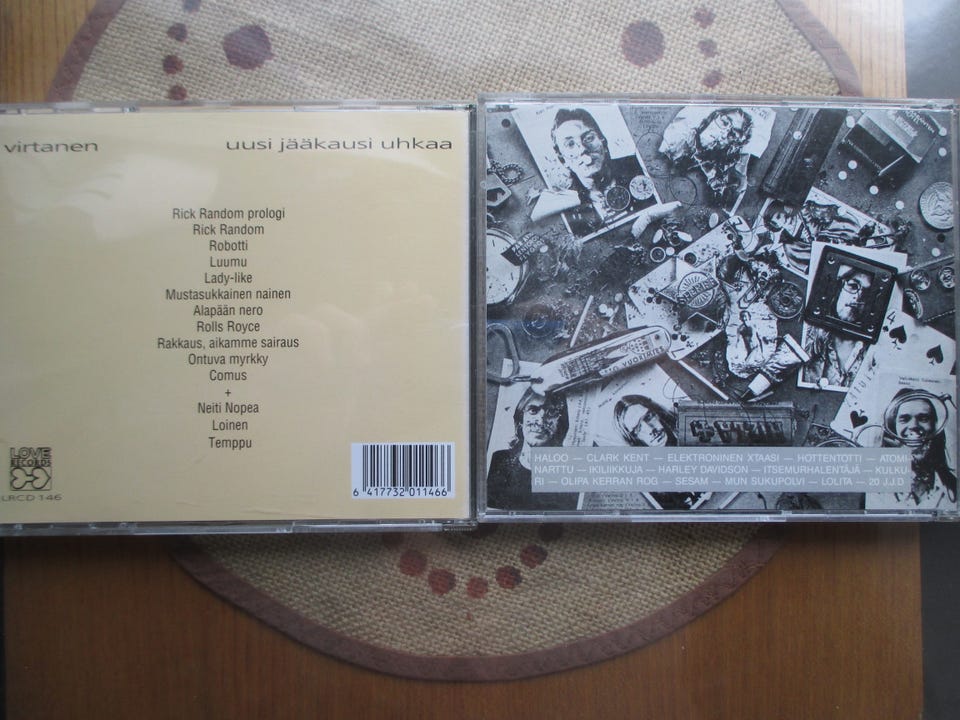 virtanen
uusi jääkausi uhkaa
Rick Random prologi
Rick Random
Robotti
Luumu
Lady-like
Mustasukkainen nainen
Alapään nero
Rolls Royce
Rakkaus, aikamme sairaus
Ontuva myrkky
Comus
+
Neiti Nopea
Loinen
Temppu
LOVE
RECORDS
LRCD 146
6 417732 011466
4
4
HALOO — CLARK KENT — ELEKTRONINEN XTAASI — HOTTENTOTTI — ATOMI-
NARTTU — IKILIIKKUJA — HARLEY DAVIDSON — ITSEMURHALENTÄJÄ — KULKU-
RI — OLIPA KERRAN ROG — SESAM — MUN SUKUPOLVI — LOLITA — 20 J.J.D